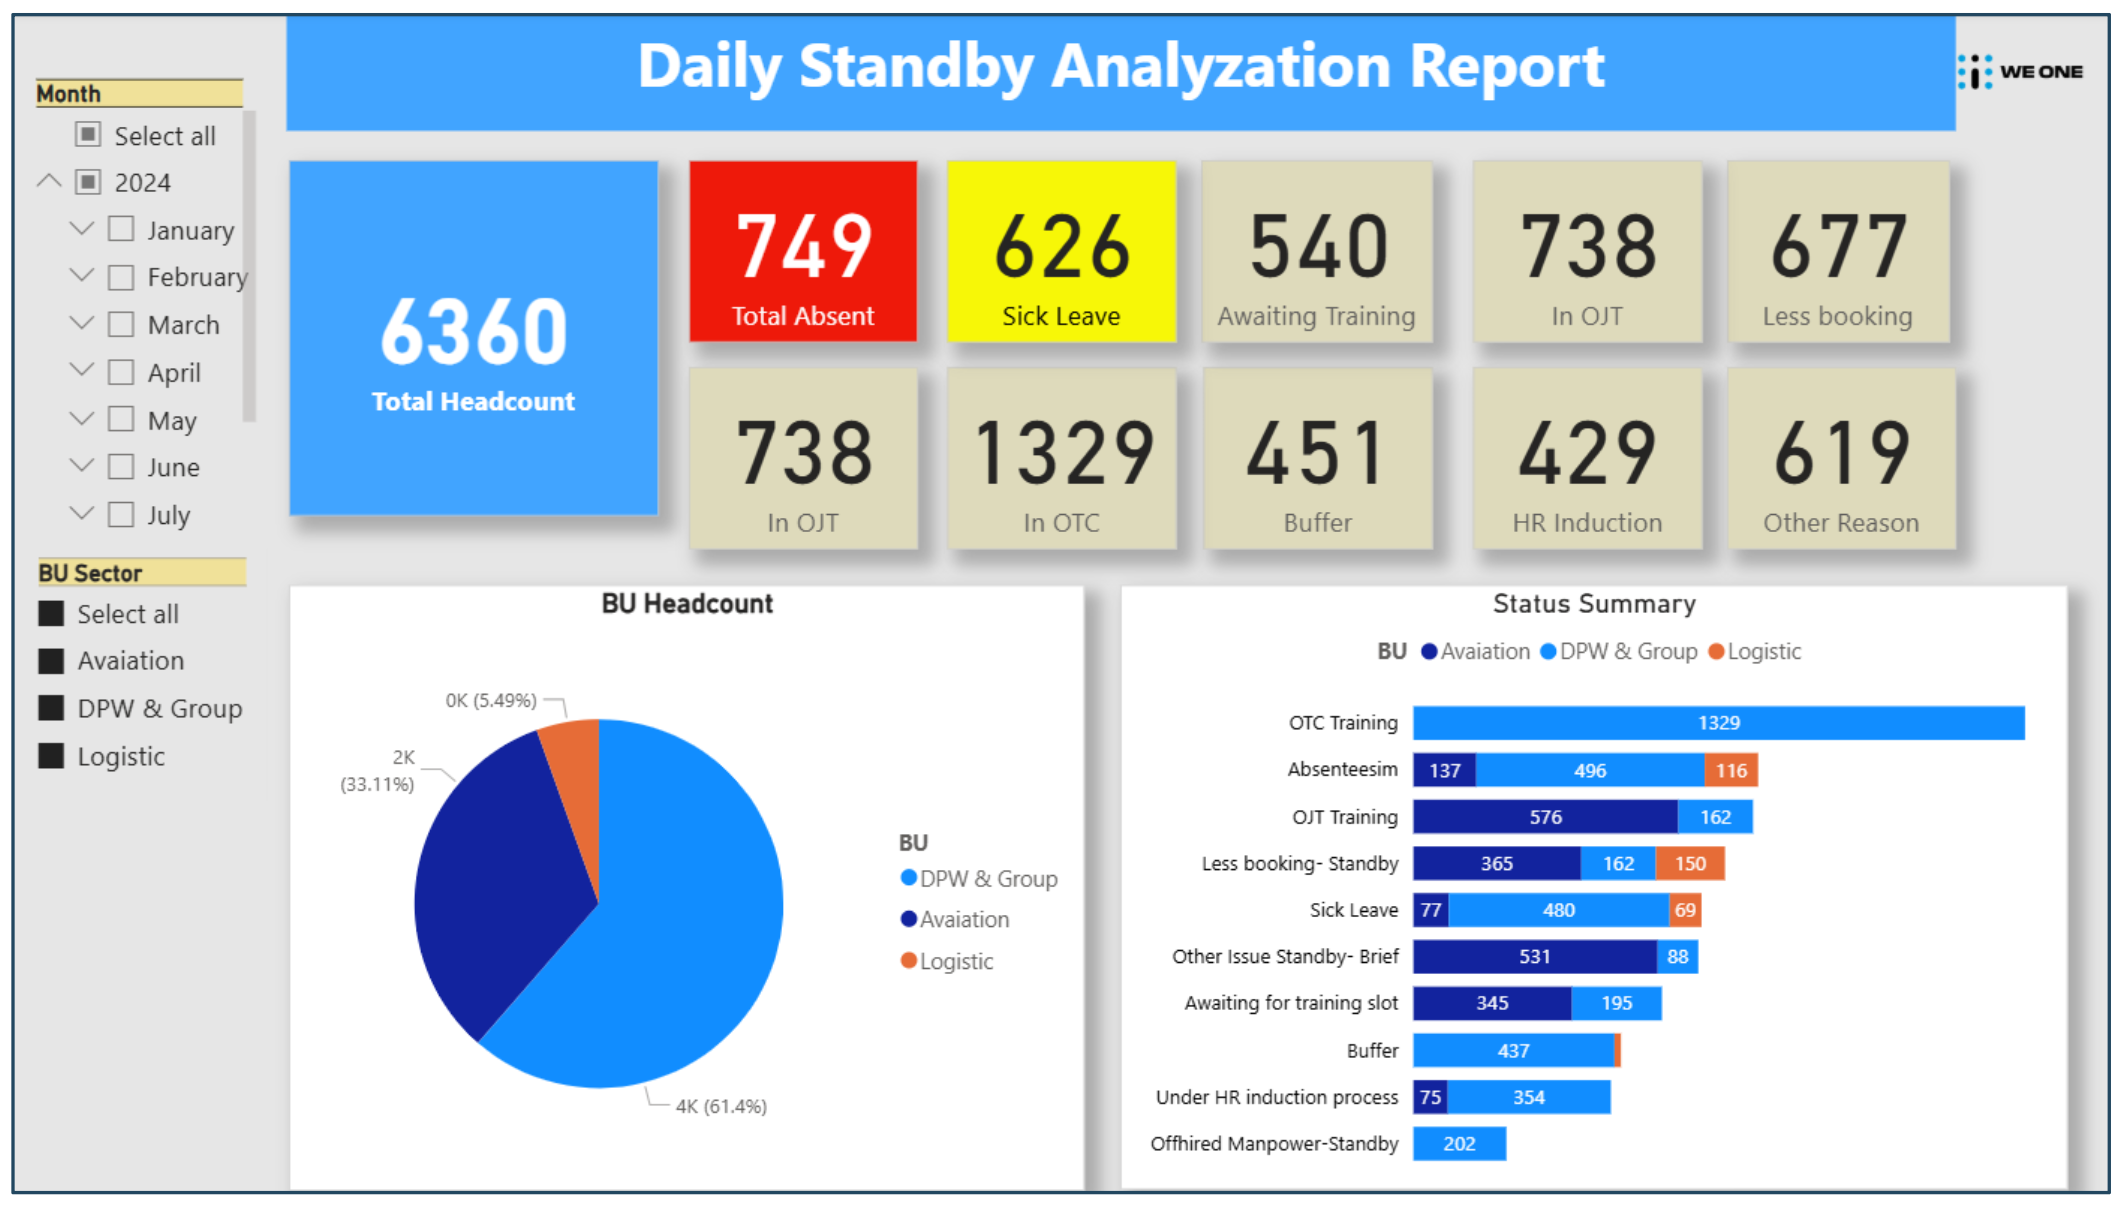 Daily Standby Analyzation Report
WE ONE
Month
Select all
2024
January
February
March
April
May
June
July
BU Sector
Select all
Avaiation
DPW & Group
Logistic
6360
Total Headcount
749
Total Absent
626
Sick Leave
540
Awaiting Training
738
In OJT
677
Less booking
738
In OJT
1329
In OTC
451
Buffer
429
HR Induction
619
Other Reason
BU Headcount
0K (5.49%)
2K
(33.11%)
4K (61.4%)
BU
DPW & Group
Avaiation
Logistic
Status Summary
BU Avaiation DPW & Group Logistic
OTC Training 1329
Absenteesim 137 496 116
OJT Training 576 162
Less booking- Standby 365 162 150
Sick Leave 77 480 69
Other Issue Standby- Brief 531 88
Awaiting for training slot 345 195
Buffer 437
Under HR induction process 75 354
Offhired Manpower-Standby 202